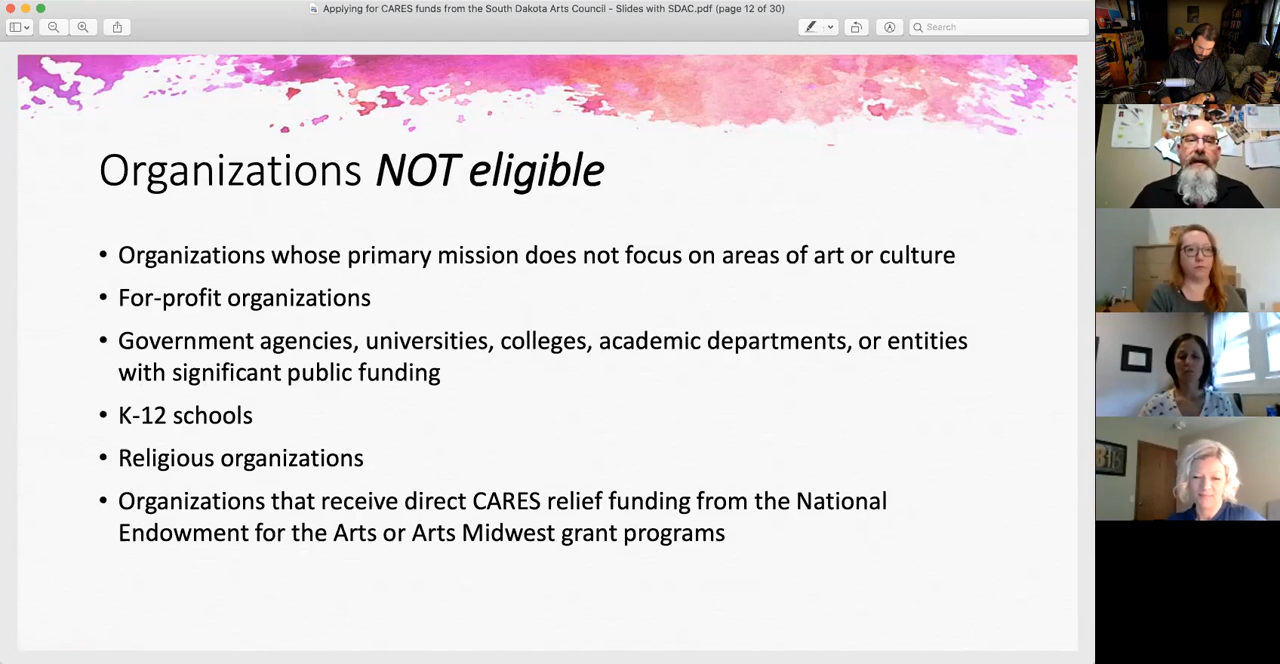 Applying for CARES funds from the South Dakota Arts Council - Slides with SDAC.pdf (page 12 of 30)
Search
Organizations NOT eligible
• Organizations whose primary mission does not focus on areas of art or culture
• For-profit organizations
• Government agencies, universities, colleges, academic departments, or entities
with significant public funding
• K-12 schools
• Religious organizations
• Organizations that receive direct CARES relief funding from the National
Endowment for the Arts or Arts Midwest grant programs